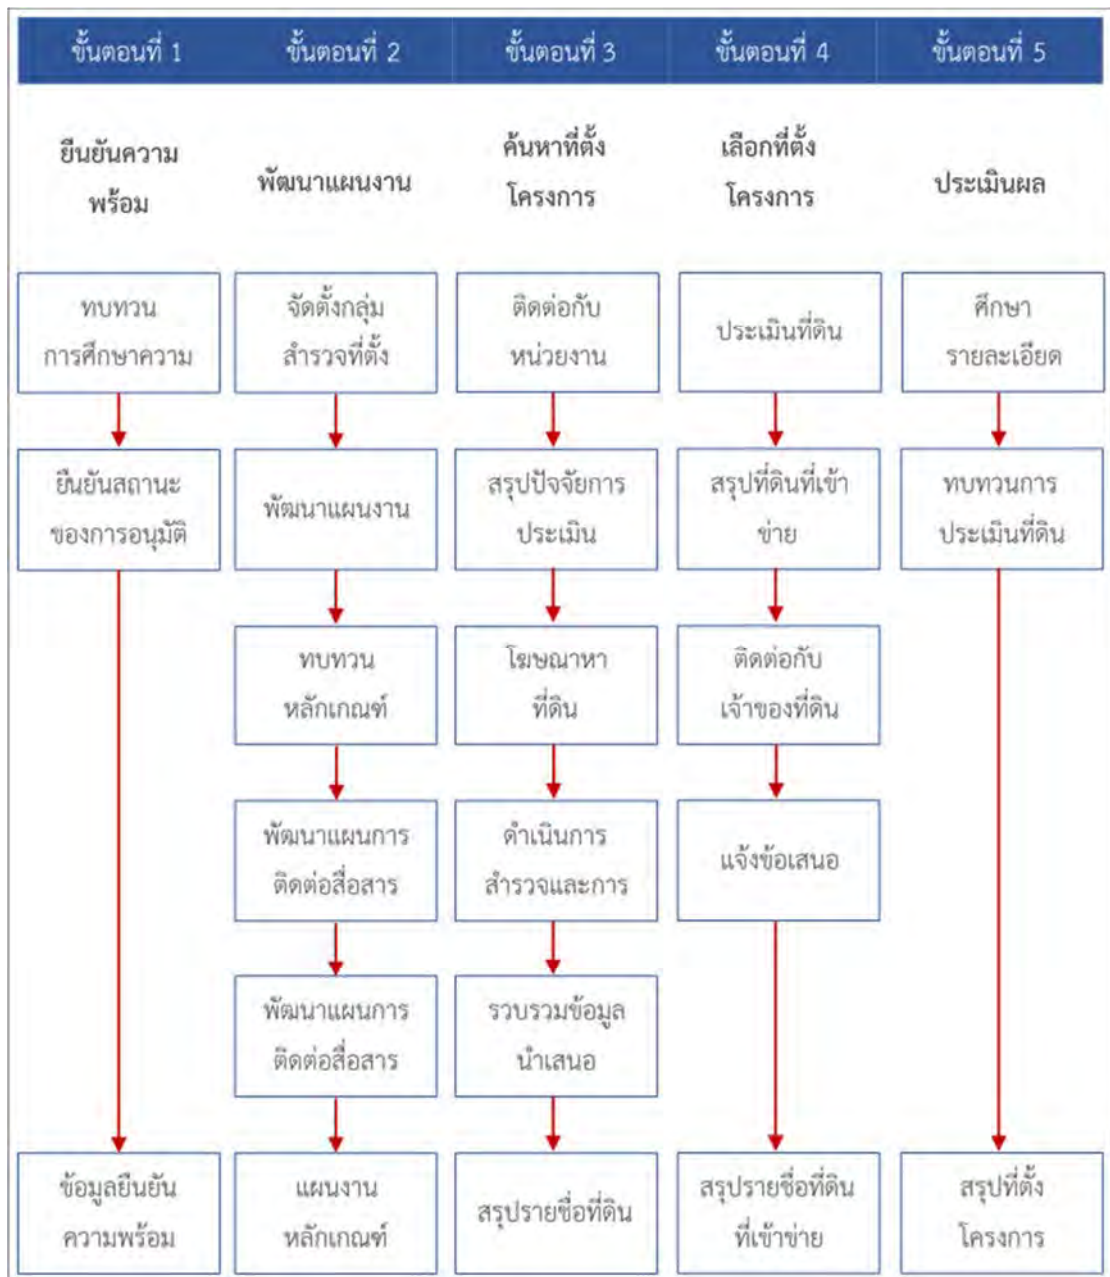 ขั้นตอนที่ 1
ขั้นตอนที่ 2
ขั้นตอนที่ 3
ขั้นตอนที่ 4
ขั้นตอนที่ 5
ยืนยันความ
พร้อม
พัฒนาแผนงาน
ค้นหาที่ตั้ง
โครงการ
เลือกที่ตั้ง
โครงการ
ประเมินผล
ทบทวน
การศึกษาความ
จัดตั้งกลุ่ม
สำรวจที่ตั้ง
ติดต่อกับ
หน่วยงาน
ประเมินที่ดิน
ศึกษา
รายละเอียด
ยืนยันสถานะ
ของการอนุมัติ
พัฒนาแผนงาน
สรุปปัจจัยการ
ประเมิน
สรุปที่ดินที่เข้า
ข่าย
ทบทวนการ
ประเมินที่ดิน
ทบทวน
หลักเกณฑ์
โฆษณาหา
ที่ดิน
ติดต่อกับ
เจ้าของที่ดิน
พัฒนาแผนการ
ติดต่อสื่อสาร
ดำเนินการ
สำรวจและการ
แจ้งข้อเสนอ
พัฒนาแผนการ
ติดต่อสื่อสาร
รวบรวมข้อมูล
นำเสนอ
ข้อมูลยืนยัน
ความพร้อม
แผนงาน
หลักเกณฑ์
สรุปรายชื่อที่ดิน
สรุปรายชื่อที่ดิน
ที่เข้าข่าย
สรุปที่ตั้ง
โครงการ